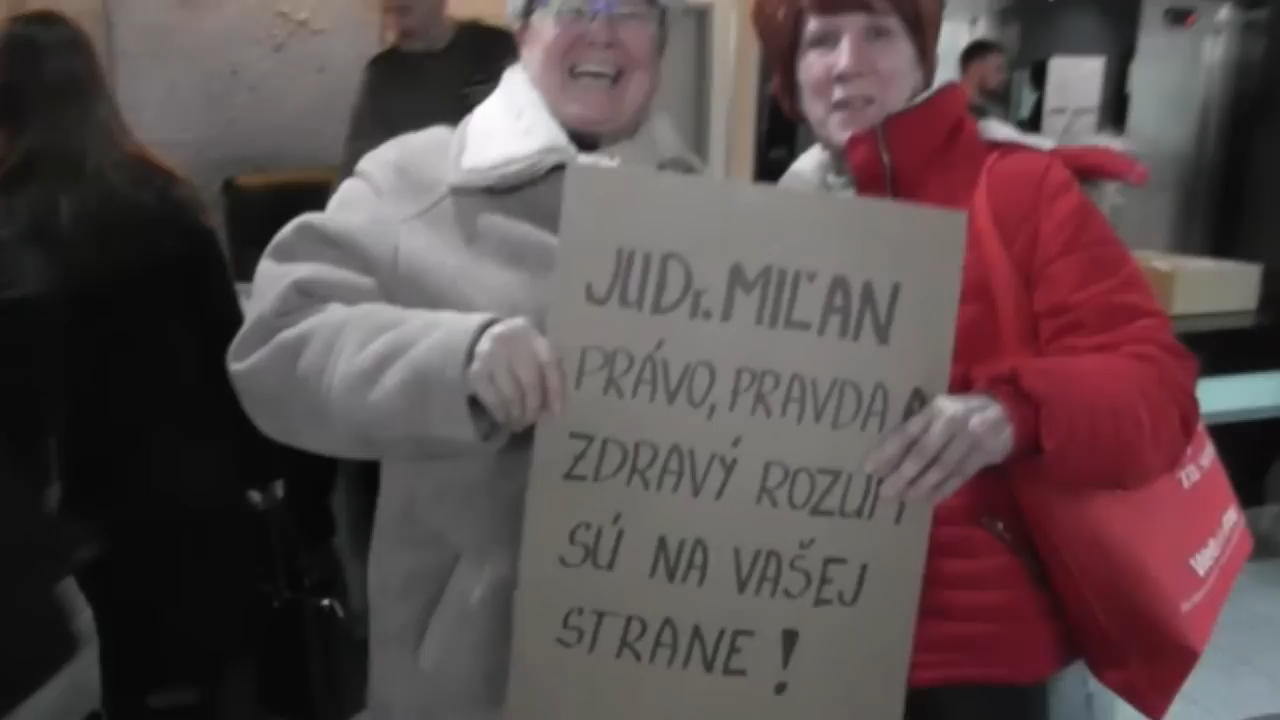 JUDr. MIĽAN
PRÁVO, PRAVDA A
ZDRAVÝ ROZUM
SÚ NA VAŠEJ
STRANE!